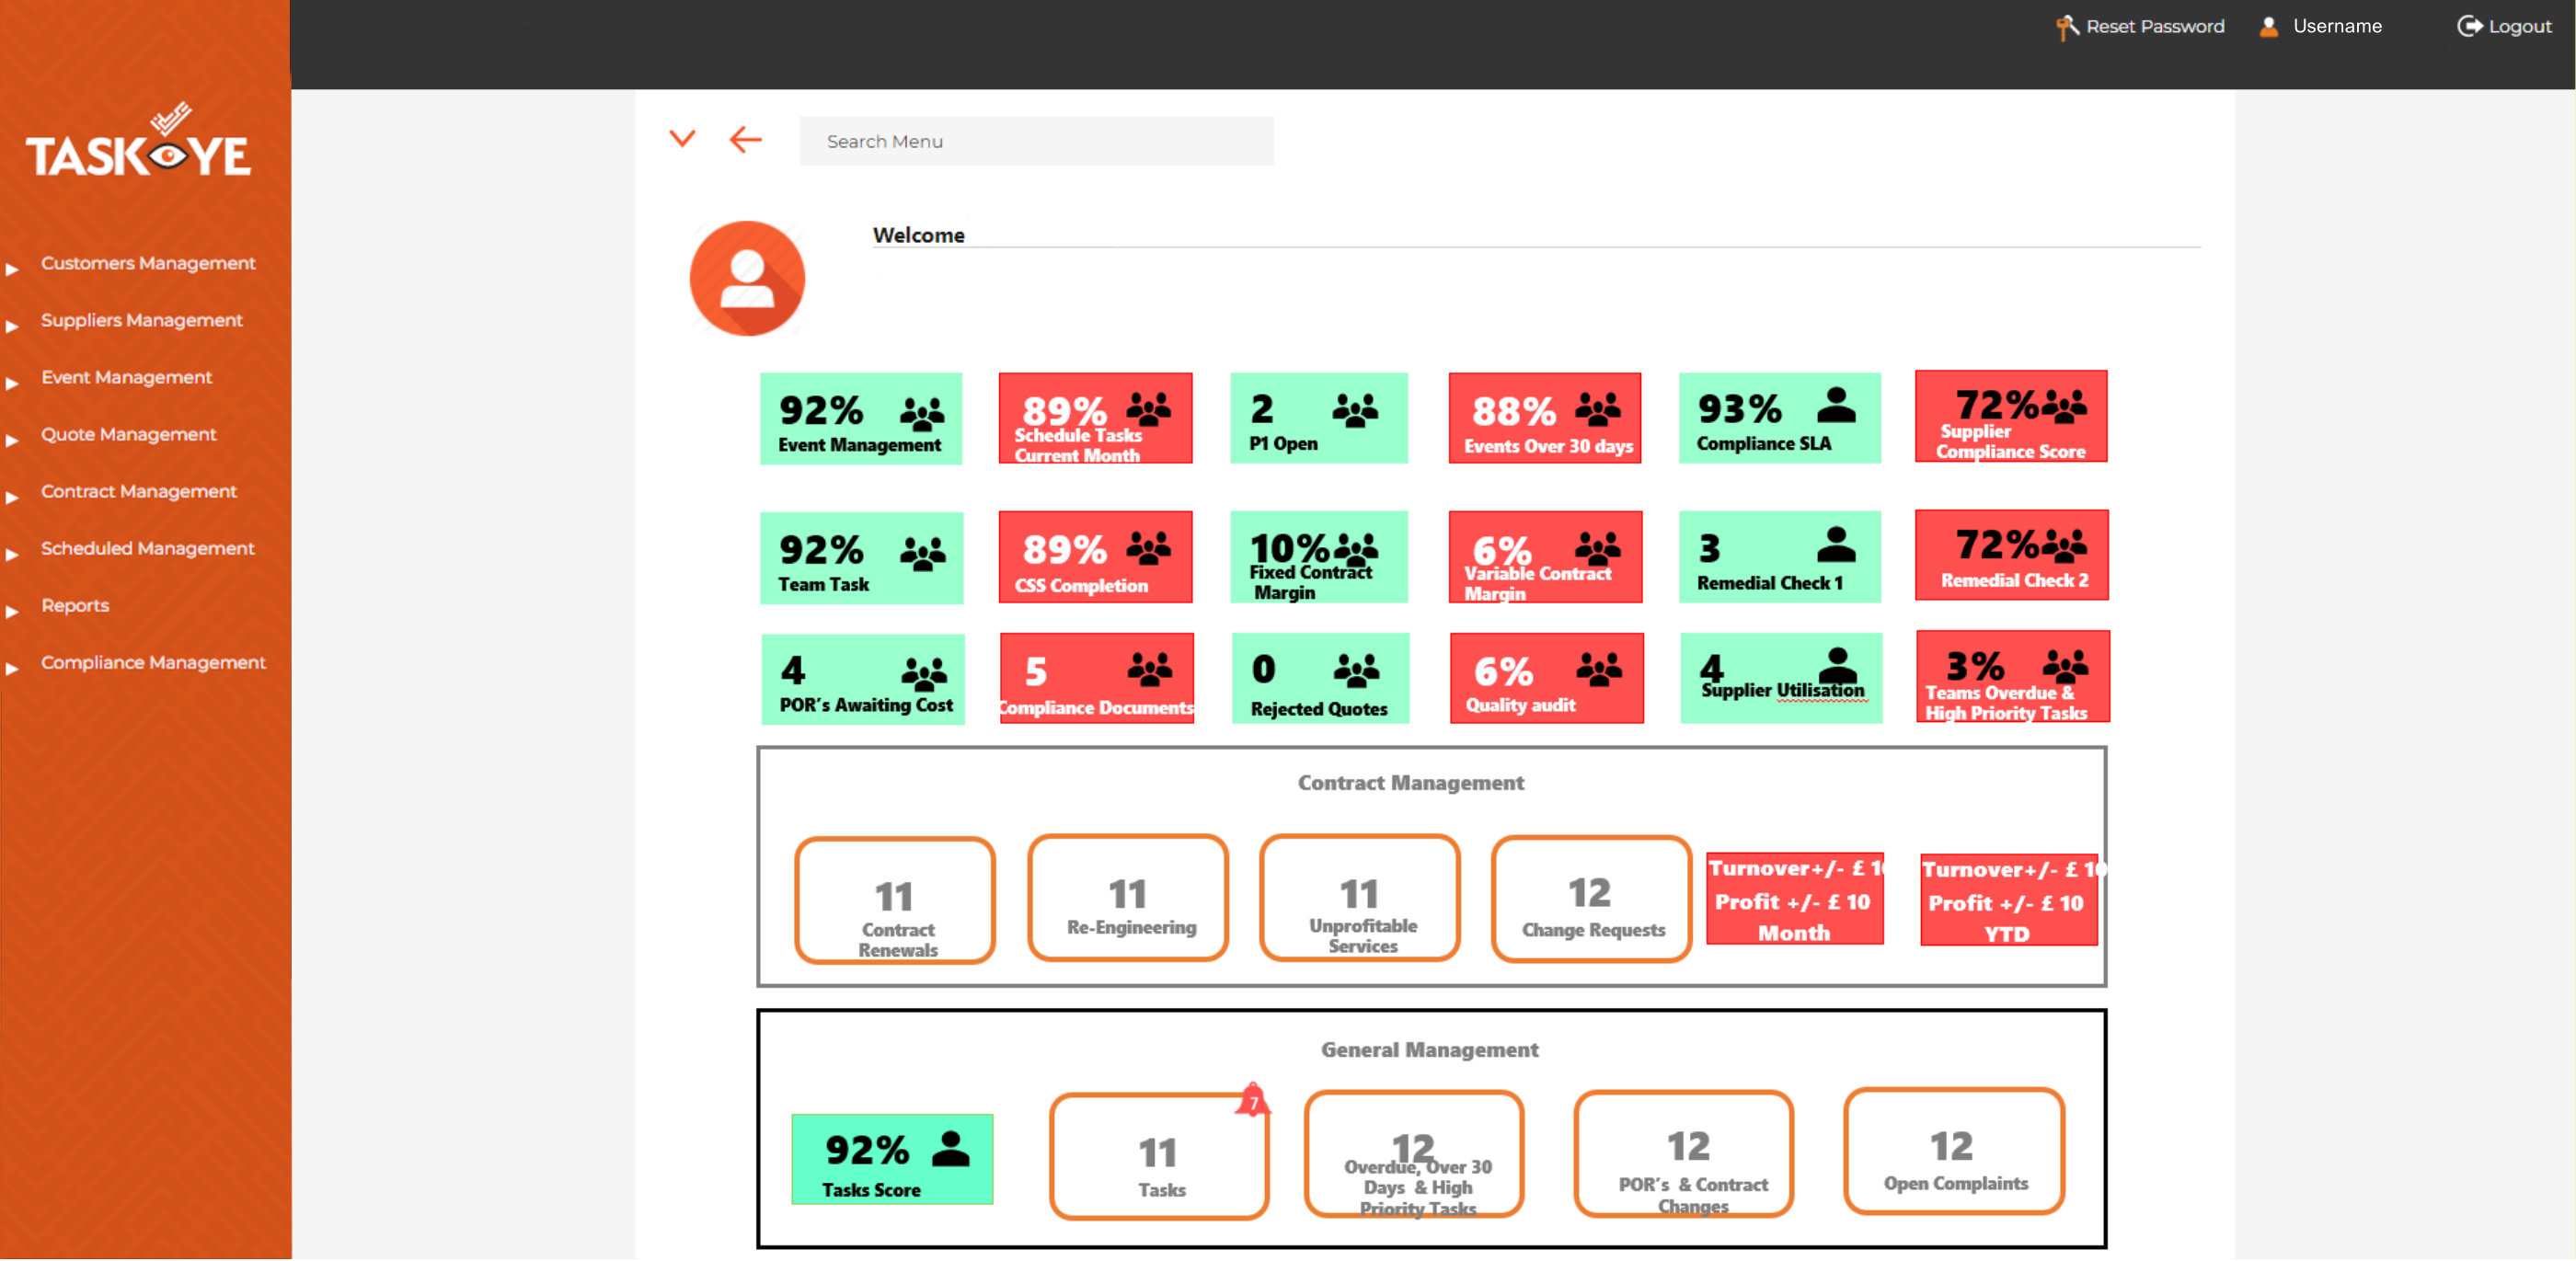 Reset Password
Username
Logout
TASKEYE
Search Menu
Welcome
Customers Management
Suppliers Management
Event Management
Quote Management
Contract Management
Scheduled Management
Reports
Compliance Management
92%
Event Management
89%
Schedule Tasks
Current Month
2
P1 Open
88%
Events Over 30 days
93%
Compliance SLA
72%
Supplier
Compliance Score
92%
Team Task
89%
CSS Completion
10%
Fixed Contract
Margin
6%
Variable Contract
Margin
3
Remedial Check 1
72%
Remedial Check 2
4
POR's Awaiting Cost
5
Compliance Documents
0
Rejected Quotes
6%
Quality audit
4
Supplier Utilisation
3%
Teams Overdue &
High Priority Tasks
Contract Management
11
Contract
Renewals
11
Re-Engineering
11
Unprofitable
Services
12
Change Requests
Turnover+/- £ 10
Profit +/- £ 10
Month
Turnover+/- £ 10
Profit +/- £ 10
YTD
General Management
92%
Tasks Score
7
11
Tasks
12
Overdue, Over 30
Days & High
Priority Tasks
12
POR's & Contract
Changes
12
Open Complaints